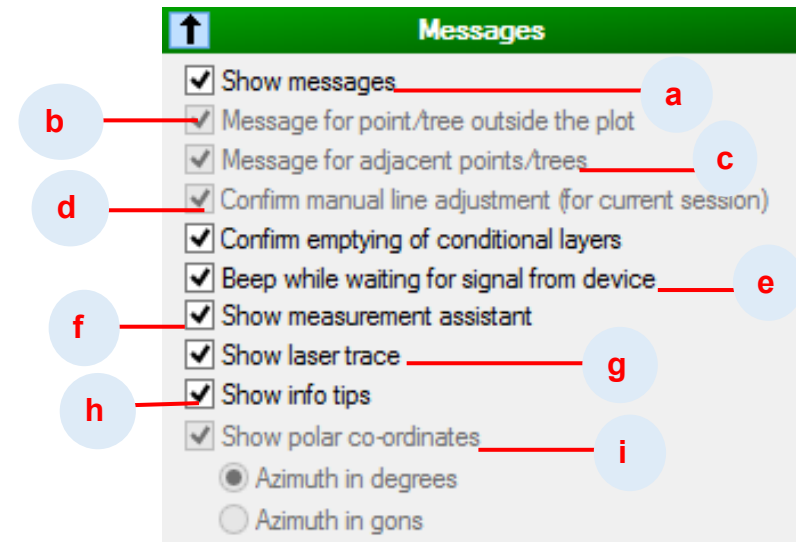 Messages
Show messages
a
b
Message for point/tree outside the plot
Message for adjacent points/trees
c
d
Confirm manual line adjustment (for current session)
Confirm emptying of conditional layers
Beep while waiting for signal from device
e
f
Show measurement assistant
Show laser trace
g
h
Show info tips
Show polar co-ordinates
i
Azimuth in degrees
Azimuth in gons